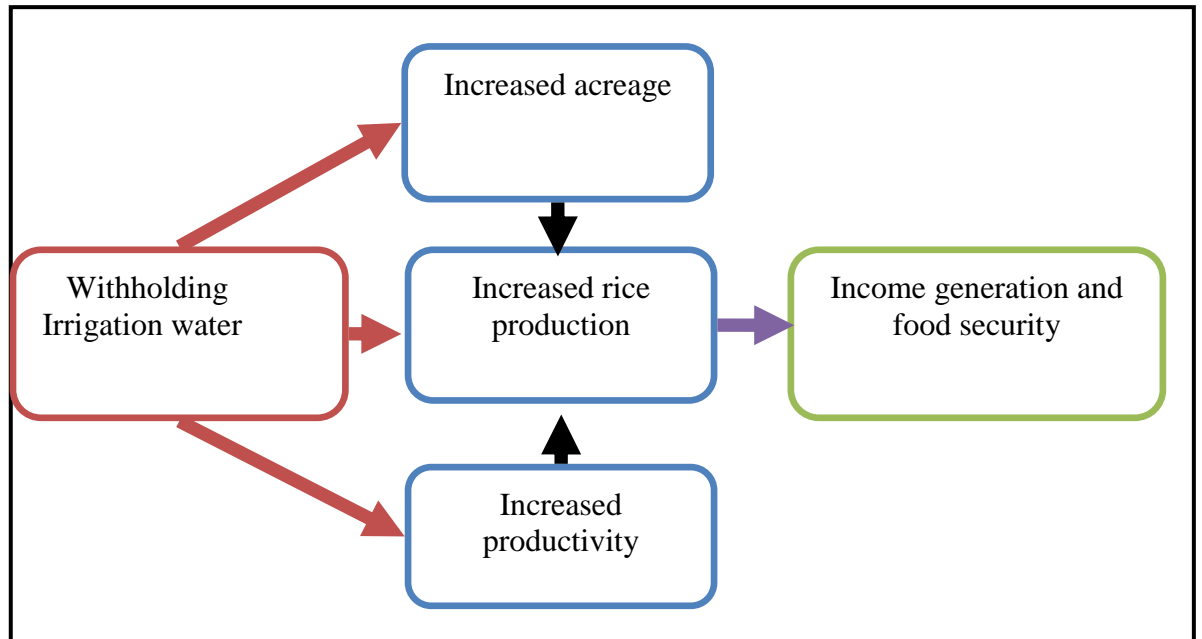 Increased acreage
Withholding
Irrigation water
Increased rice
production
Income generation and
food security
Increased
productivity